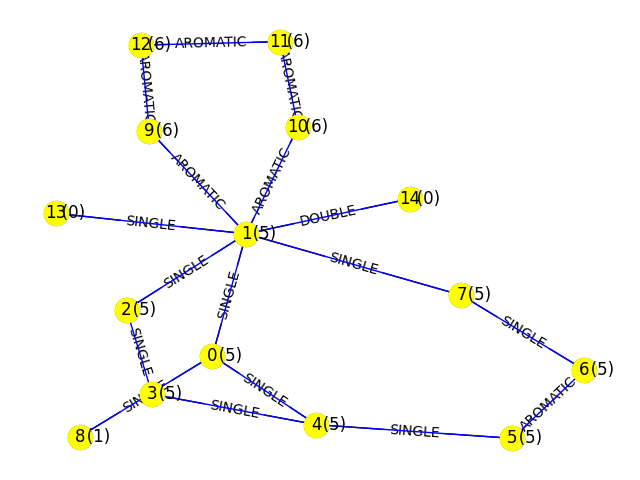 12(6) AROMATIC 11(6)
AROMATIC AROMATIC
9(6) 10(6)
AROMATIC AROMATIC
13(0) SINGLE DOUBLE 14(0)
1(5)
SINGLE SINGLE SINGLE
2(5) 7(5)
SINGLE SINGLE
0(5) 6(5)
3(5) SINGLE AROMATIC
SINGLE
8(1) 4(5) SINGLE 5(5)